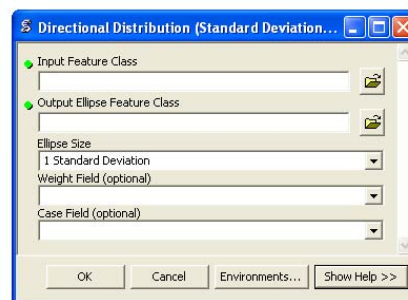 Directional Distribution (Standard Deviation...
Input Feature Class
Output Ellipse Feature Class
Ellipse Size
1 Standard Deviation
Weight Field (optional)
Case Field (optional)
OK Cancel Environments... Show Help >>